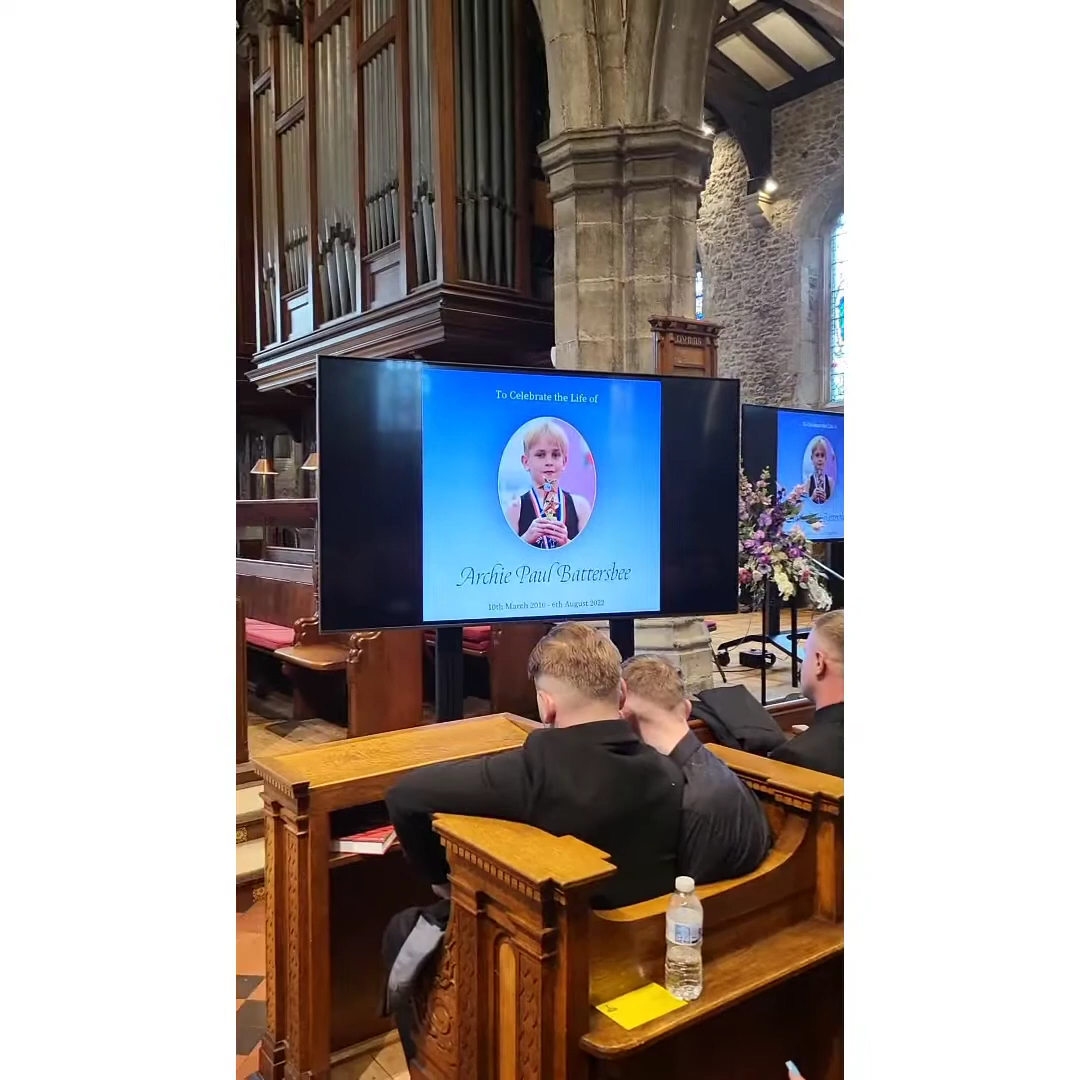 To Celebrate the Life of
Archie Paul Battersbee
10th March 2010 - 6th August 2022